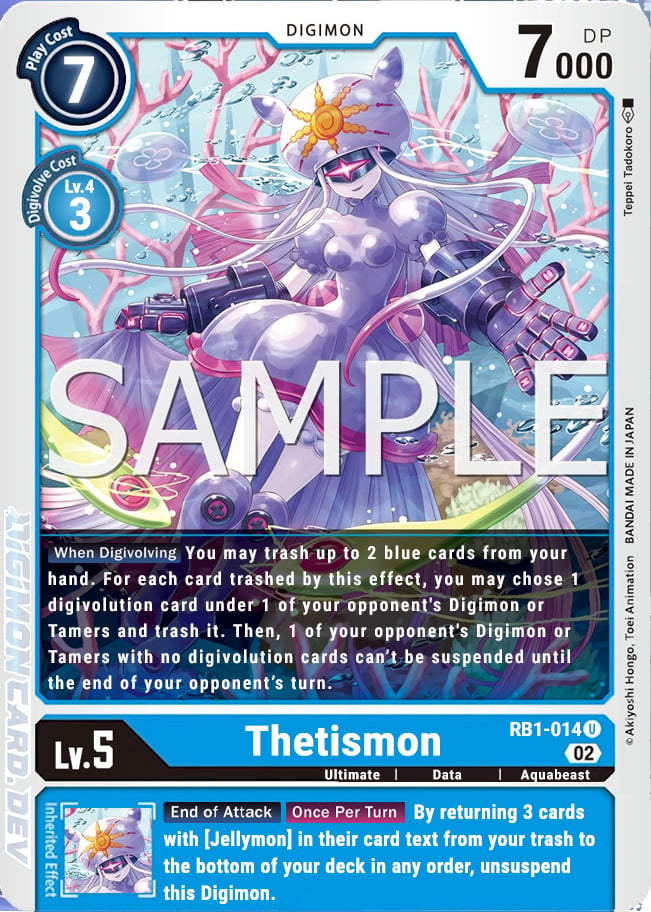 DIGIMON
Play Cost
7
7000
DP
Digivolve Cost
Lv.4
3
Teppei Tadokoro
SAMPLE
When Digivolving You may trash up to 2 blue cards from your
hand. For each card trashed by this effect, you may chose 1
digivolution card under 1 of your opponent's Digimon or
Tamers and trash it. Then, 1 of your opponent's Digimon or
Tamers with no digivolution cards can't be suspended until
the end of your opponent's turn.
© Akiyoshi Hongo, Toei Animation BANDAI MADE IN JAPAN
DIGIMON CARD.DEV
Lv.5
Thetismon
RB1-014 U
02
Ultimate | Data | Aquabeast
Inherited Effect
End of Attack Once Per Turn By returning 3 cards
with [Jellymon] in their card text from your trash to
the bottom of your deck in any order, unsuspend
this Digimon.